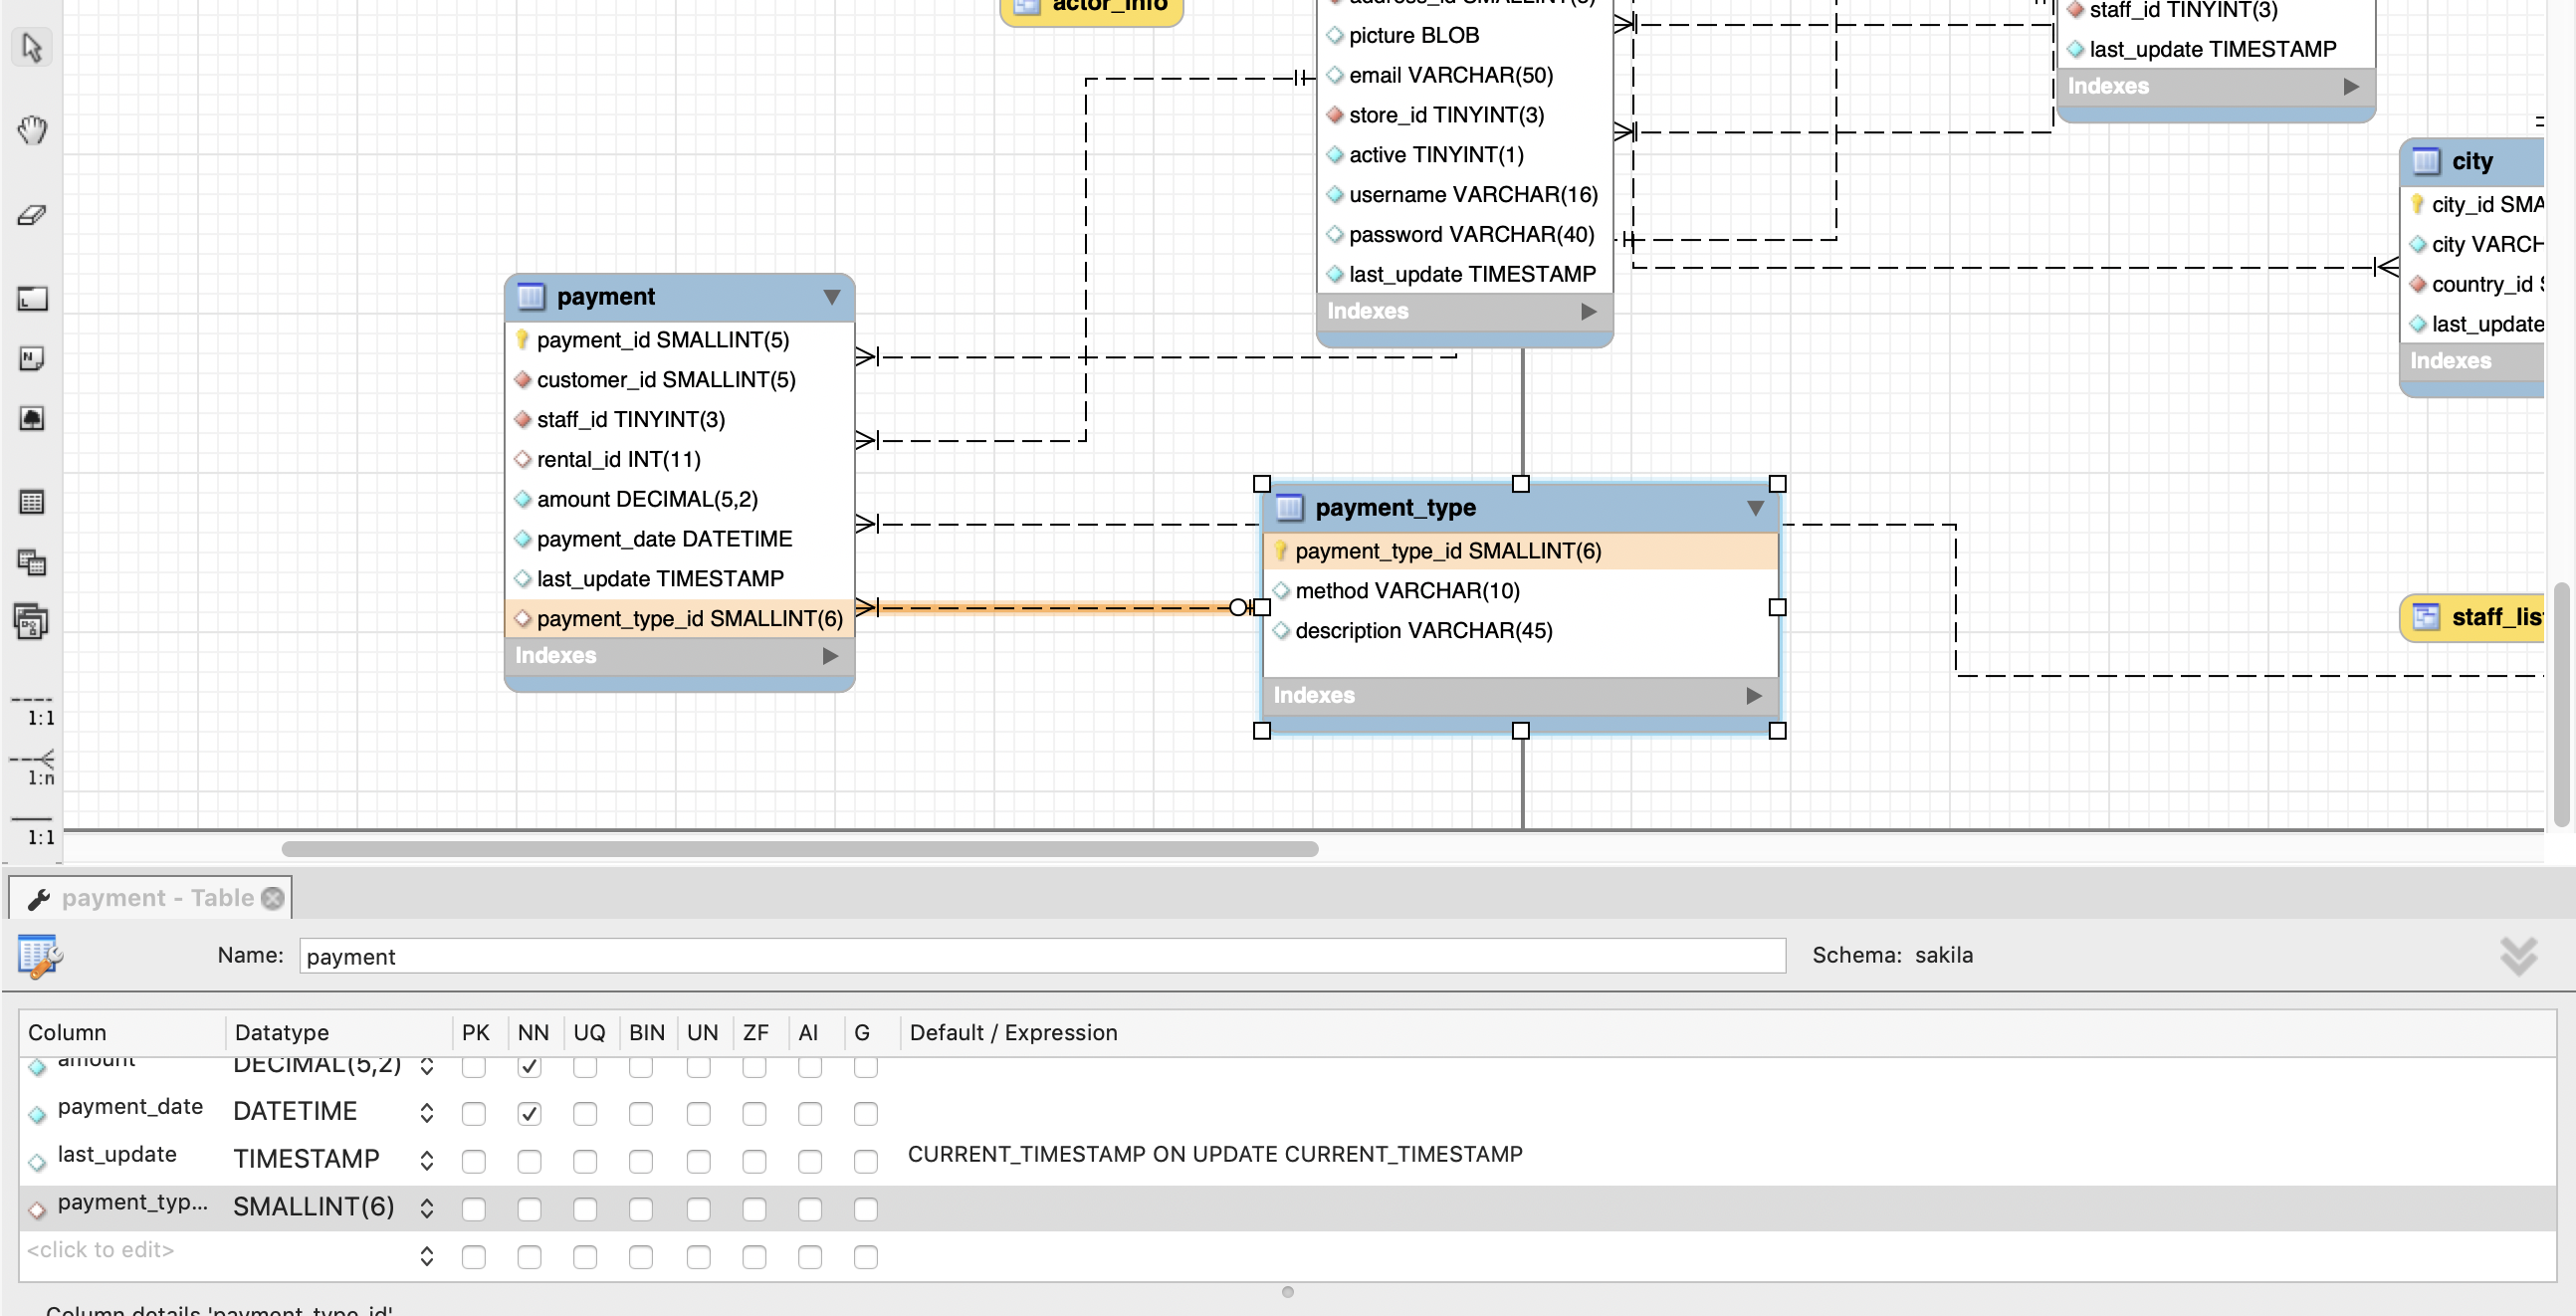 actor_info
address_id SMALLINT(5)
picture BLOB
email VARCHAR(50)
store_id TINYINT(3)
active TINYINT(1)
username VARCHAR(16)
password VARCHAR(40)
last_update TIMESTAMP
Indexes
staff_id TINYINT(3)
last_update TIMESTAMP
Indexes
city
city_id SMA
city VARCH
country_id S
last_update
Indexes
payment
payment_id SMALLINT(5)
customer_id SMALLINT(5)
staff_id TINYINT(3)
rental_id INT(11)
amount DECIMAL(5,2)
payment_date DATETIME
last_update TIMESTAMP
payment_type_id SMALLINT(6)
Indexes
payment_type
payment_type_id SMALLINT(6)
method VARCHAR(10)
description VARCHAR(45)
Indexes
staff_lis
N
1:1
1:n
1:1
payment - Table
Name: payment Schema: sakila
Column Datatype PK NN UQ BIN UN ZF AI G Default / Expression
amount DECIMAL(5,2)
payment_date DATETIME
last_update TIMESTAMP CURRENT_TIMESTAMP ON UPDATE CURRENT_TIMESTAMP
payment_typ... SMALLINT(6)
<click to edit>
Column details 'payment_type_id'